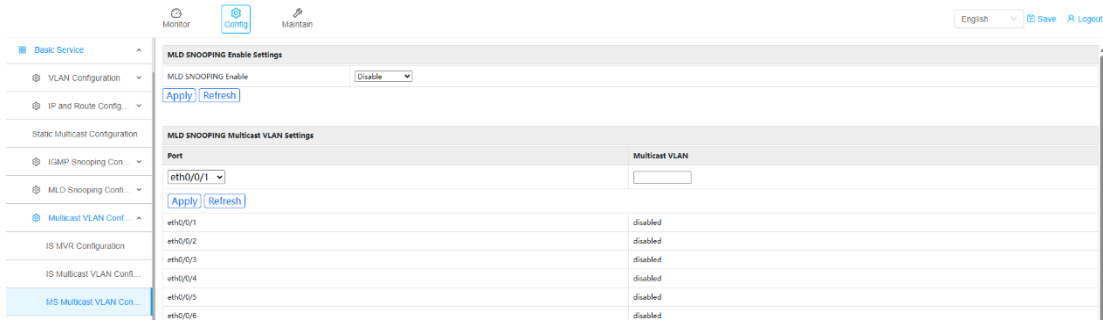 Monitor
Config
Maintain
English
Save
Logout
Basic Service
VLAN Configuration
IP and Route Config...
Static Multicast Configuration
IGMP Snooping Con...
MLD Snooping Confi...
Multicast VLAN Conf...
IS MVR Configuration
IS Multicast VLAN Confi...
MS Multicast VLAN Con...
MLD SNOOPING Enable Settings
MLD SNOOPING Enable Disable
Apply Refresh
MLD SNOOPING Multicast VLAN Settings
Port Multicast VLAN
eth0/0/1
Apply Refresh
eth0/0/1 disabled
eth0/0/2 disabled
eth0/0/3 disabled
eth0/0/4 disabled
eth0/0/5 disabled
eth0/0/6 disabled